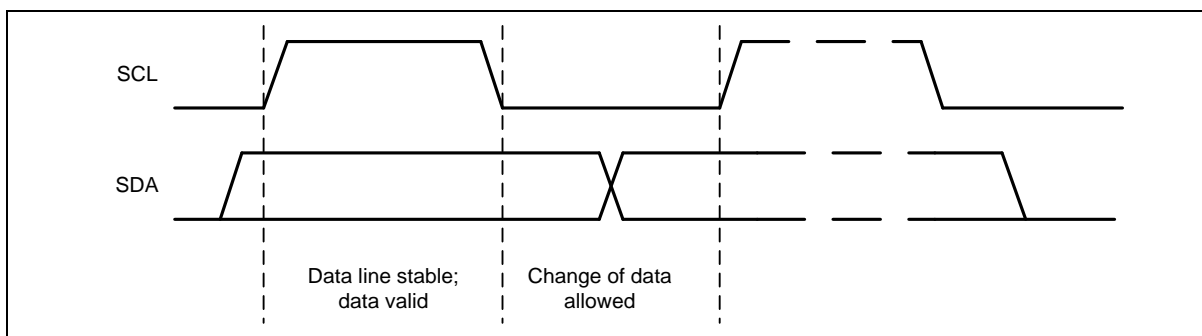 SCL
SDA
Data line stable;
data valid
Change of data
allowed